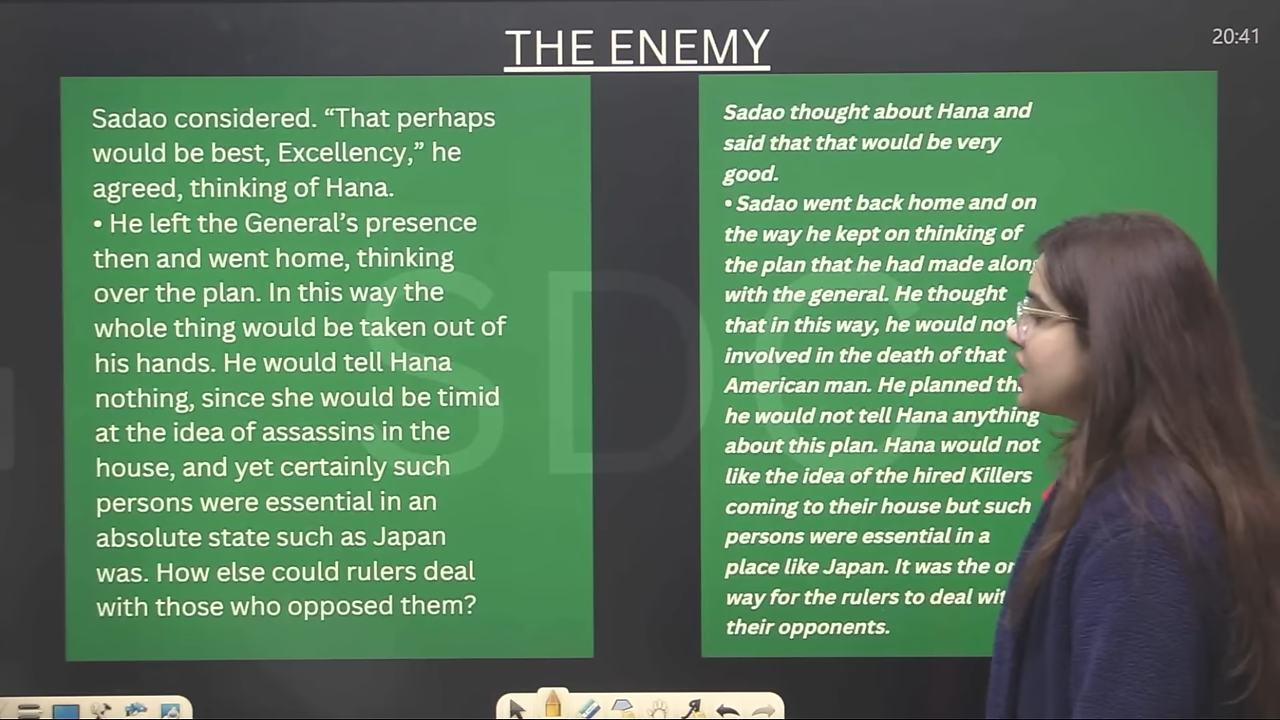 THE ENEMY
20:41
Sadao considered. “That perhaps
would be best, Excellency,” he
agreed, thinking of Hana.
• He left the General’s presence
then and went home, thinking
over the plan. In this way the
whole thing would be taken out of
his hands. He would tell Hana
nothing, since she would be timid
at the idea of assassins in the
house, and yet certainly such
persons were essential in an
absolute state such as Japan
was. How else could rulers deal
with those who opposed them?
Sadao thought about Hana and
said that that would be very
good.
• Sadao went back home and on
the way he kept on thinking of
the plan that he had made along
with the general. He thought
that in this way, he would not
involved in the death of that
American man. He planned
he would not tell Hana anything
about this plan. Hana would not
like the idea of the hired Killers
coming to their house but such
persons were essential in a
place like Japan. It was the
way for the rulers to deal
their opponents.
SDC